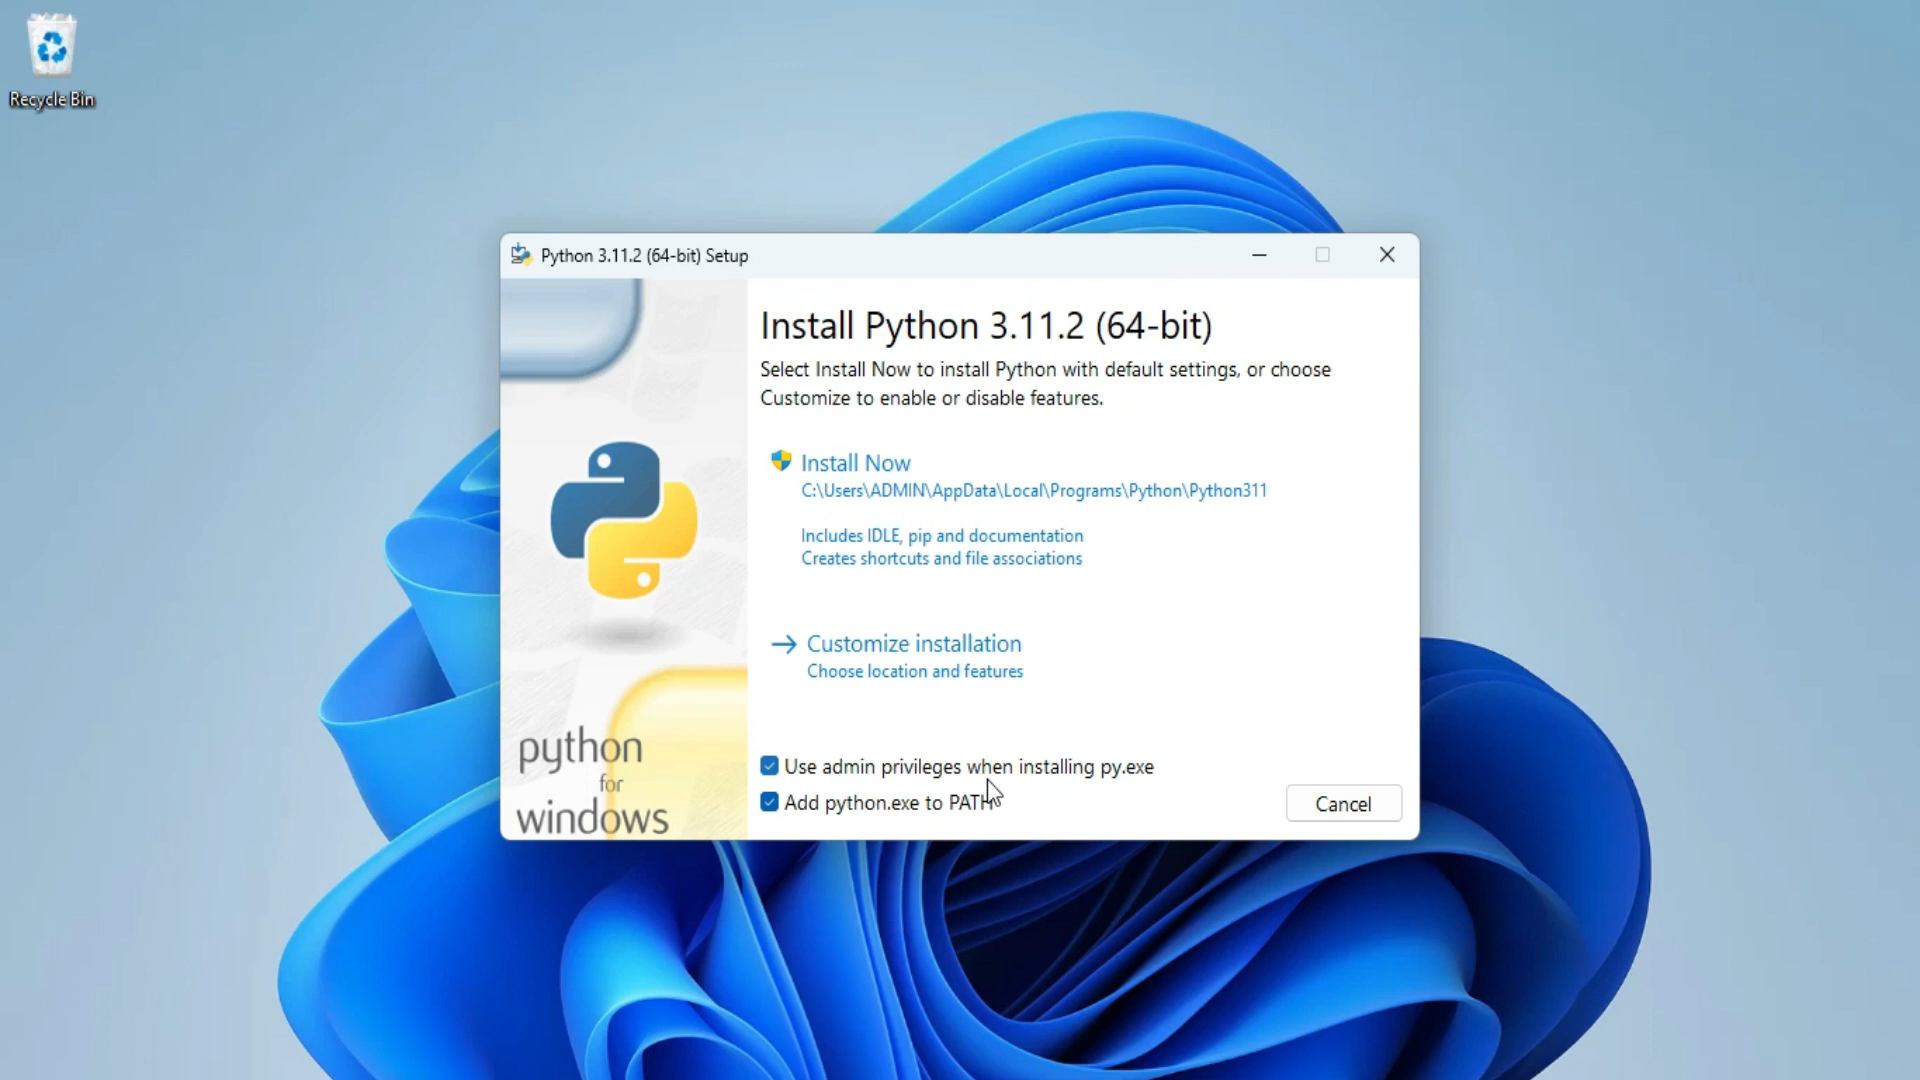 Recycle Bin
Python 3.11.2 (64-bit) Setup
Install Python 3.11.2 (64-bit)
Select Install Now to install Python with default settings, or choose
Customize to enable or disable features.
Install Now
C:\Users\ADMIN\AppData\Local\Programs\Python\Python311
Includes IDLE, pip and documentation
Creates shortcuts and file associations
Customize installation
Choose location and features
python
for
windows
Use admin privileges when installing py.exe
Add python.exe to PATH
Cancel